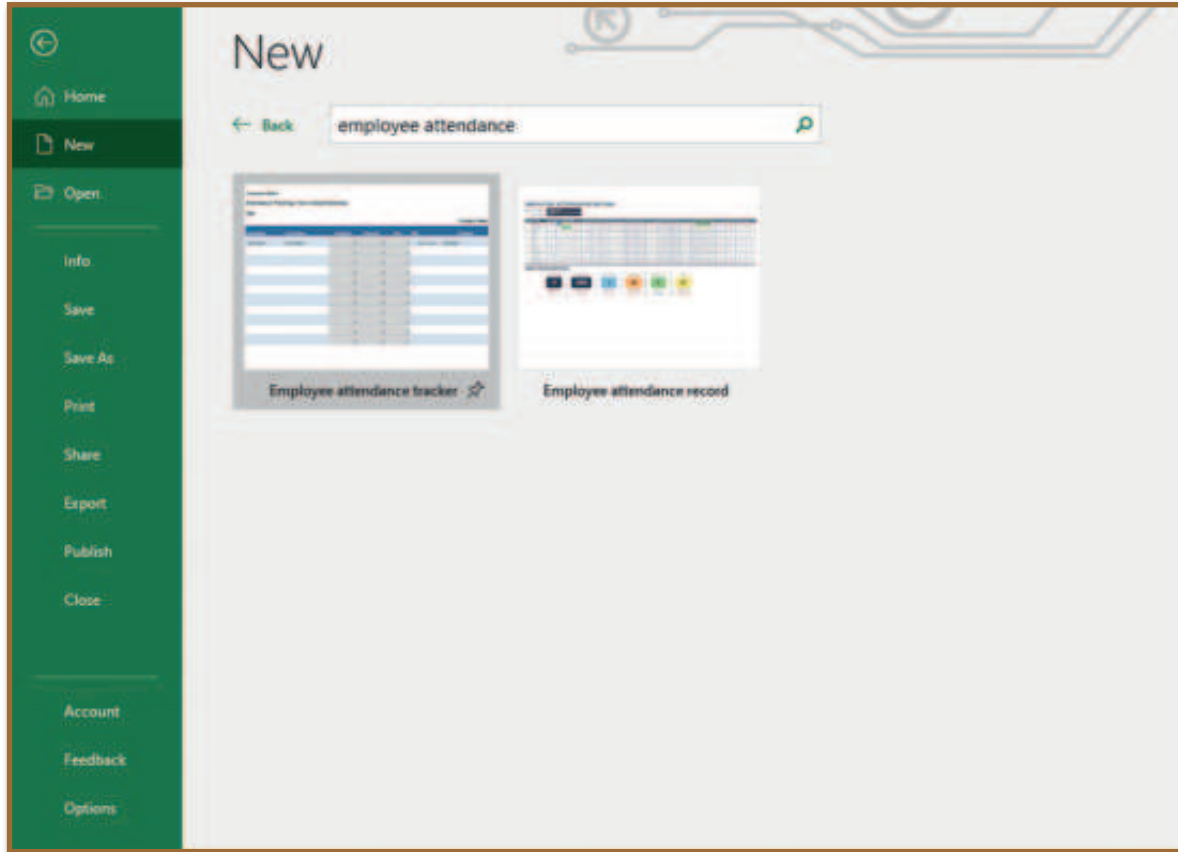 Home
New
Open
Info
Save
Save As
Print
Share
Export
Publish
Close
Account
Feedback
Options
New
Back
employee attendance
Employee attendance tracker
Employee attendance record